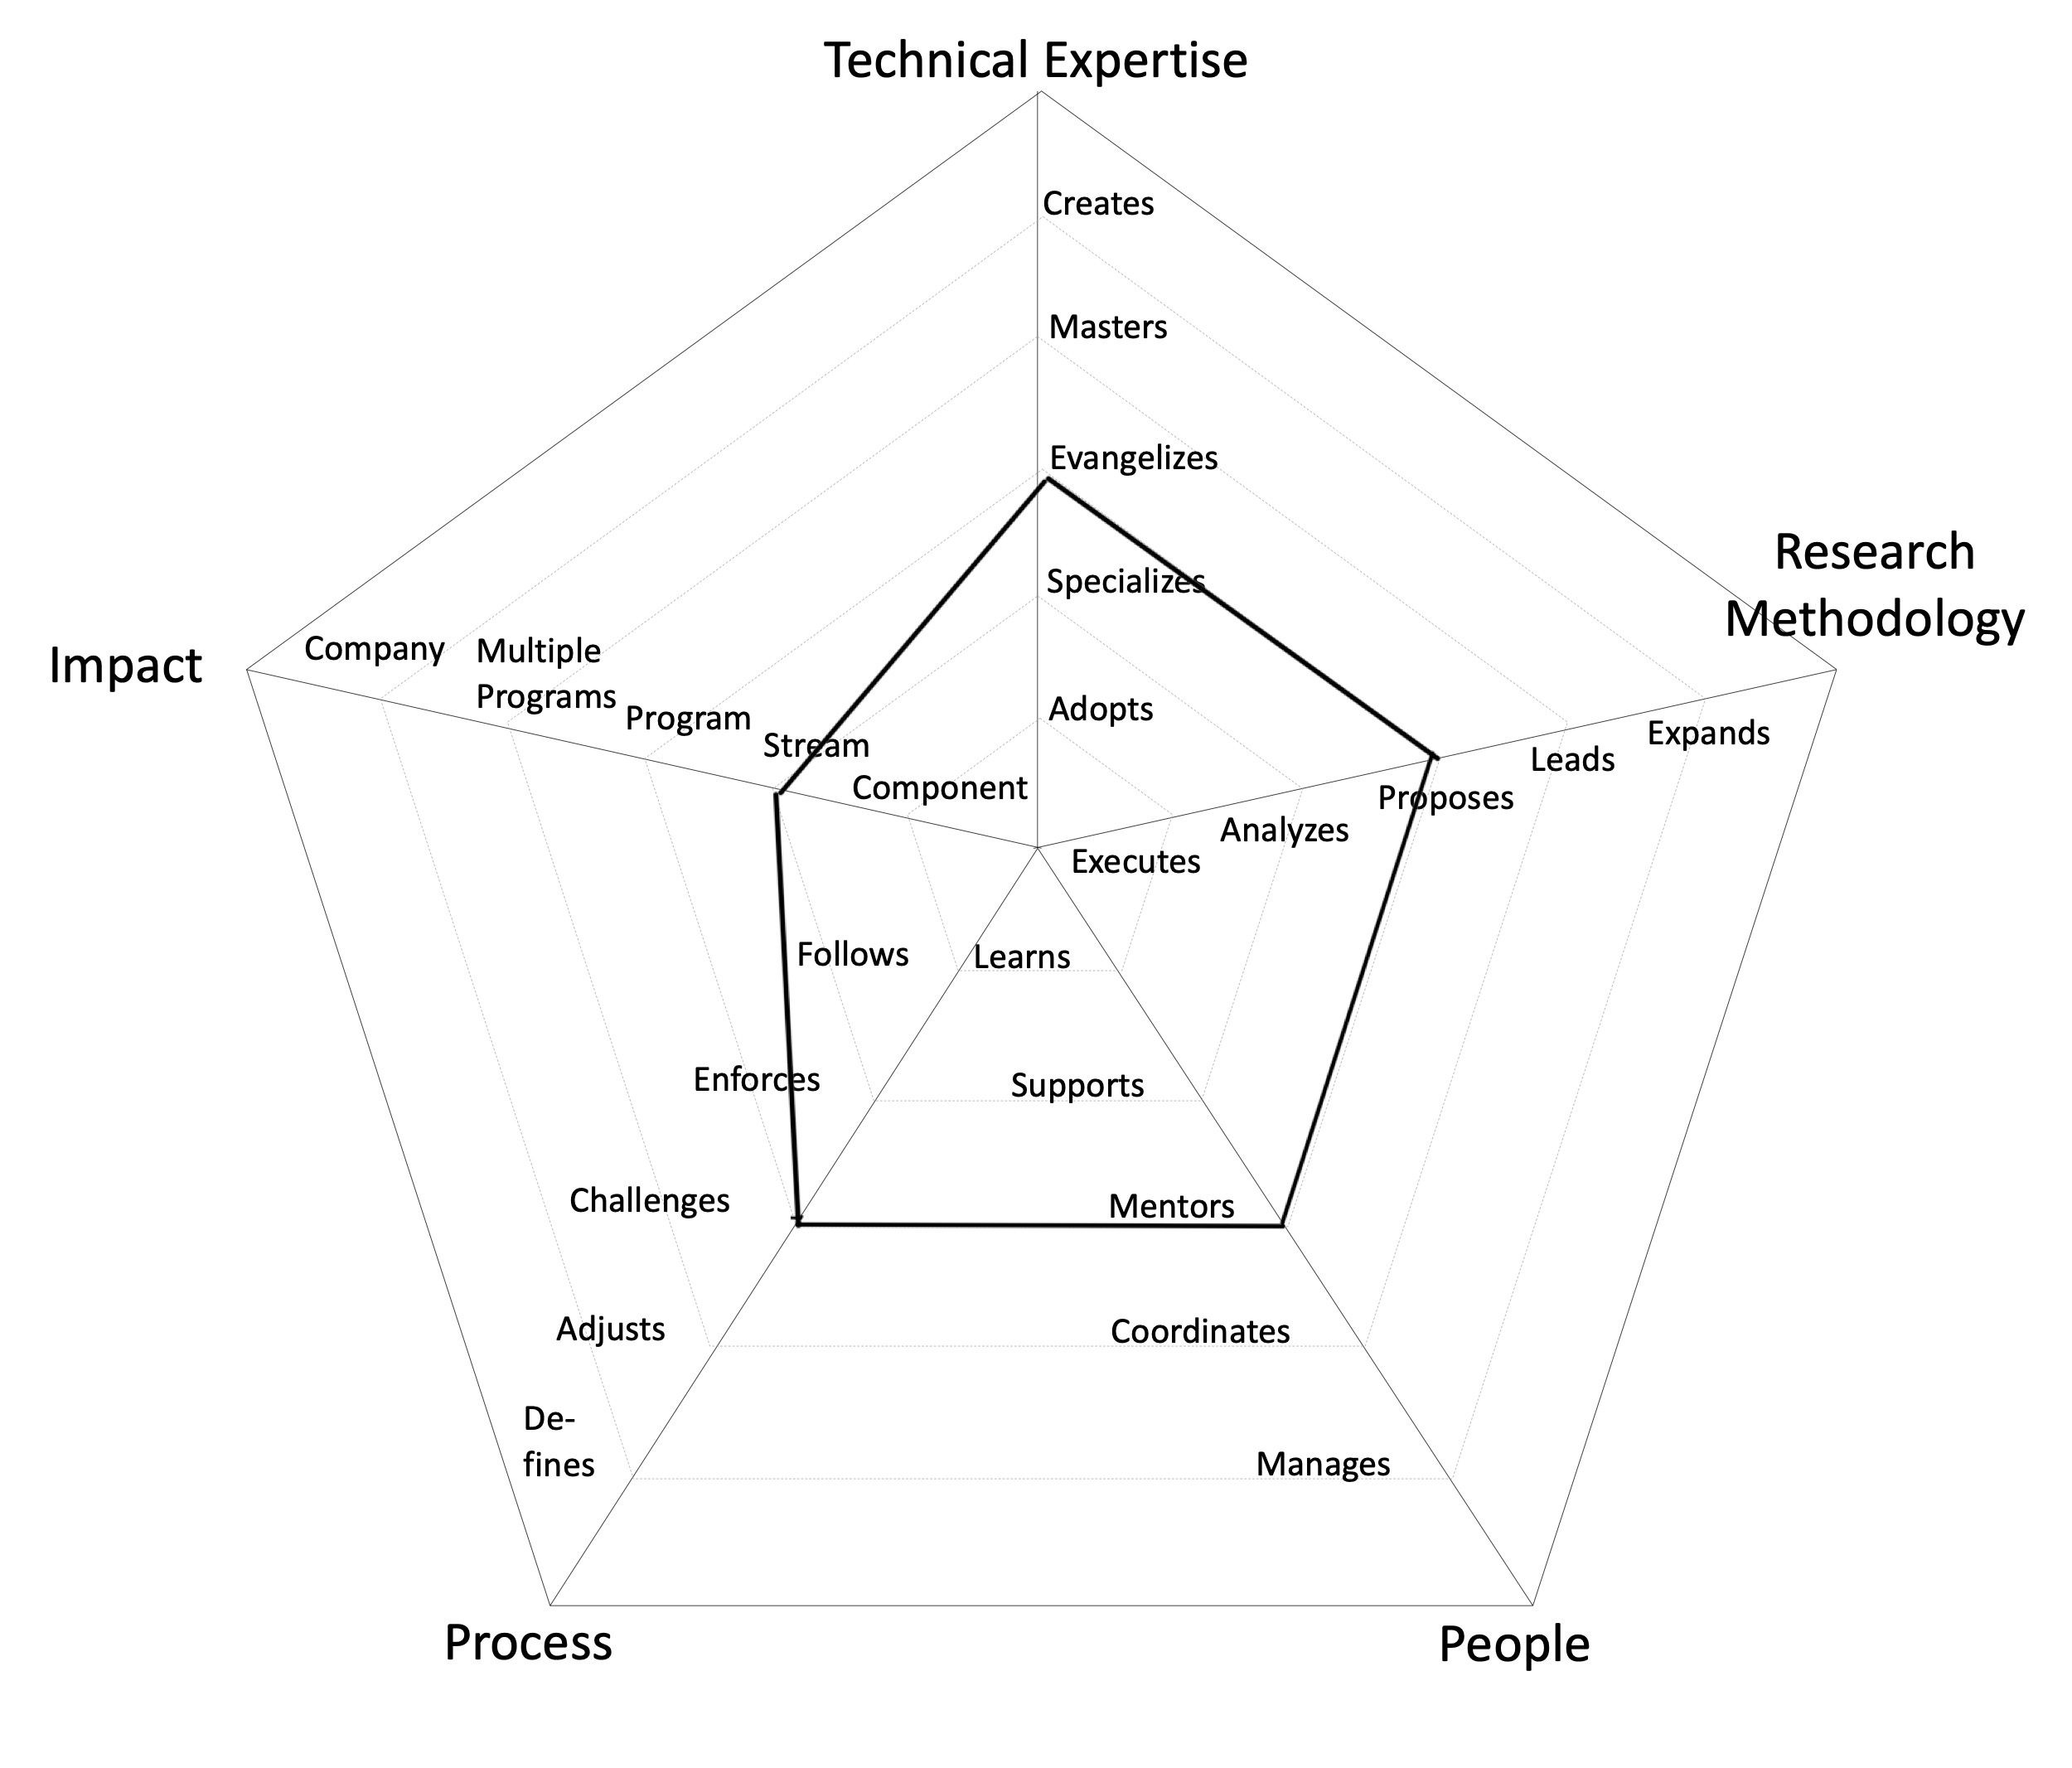 Technical Expertise
Creates
Masters
Evangelizes
Specializes
Adopts
Research
Methodology
Expands
Leads
Proposes
Analyzes
Executes
Impact
Company
Multiple
Programs
Program
Stream
Component
Follows
Enforces
Challenges
Adjusts
De-
fines
Process
Learns
Supports
Mentors
Coordinates
Manages
People